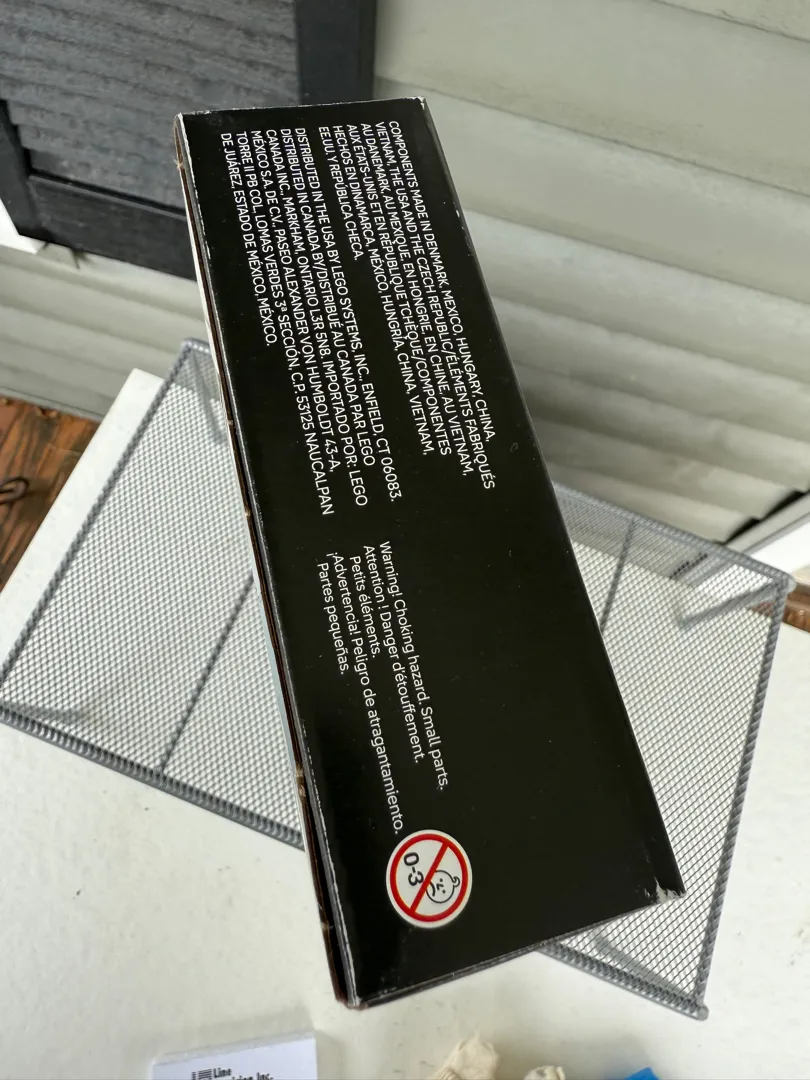 COMPONENTS MADE IN DENMARK, MEXICO, HUNGARY, CHINA,
VIETNAM, THE USA AND THE CZECH REPUBLIC/ÉLÉMENTS FABRIQUÉS
AU DANEMARK, AU MEXIQUE, EN HONGRIE, EN CHINE, AU VIETNAM,
AUX ÉTATS-UNIS ET EN RÉPUBLIQUE TCHÈQUE/COMPONENTES
HECHOS EN DINAMARCA, MÉXICO, HUNGRÍA, CHINA, VIETNAM,
EEUU, Y REPÚBLICA CHECA.
DISTRIBUTED IN THE USA BY LEGO SYSTEMS, INC., ENFIELD, CT 06083.
DISTRIBUTED IN CANADA BY/DISTRIBUÉ AU CANADA PAR LEGO
CANADA, INC., MARKHAM, ONTARIO L3R 5N8. IMPORTADO POR: LEGO
MÉXICO S.A. DE C.V., PASEO ALEXANDER VON HUMBOLDT 43-A,
TORRE II PB COL. LOMAS VERDES 3ª SECCIÓN, C.P. 53125 NAUCALPAN
DE JUÁREZ, ESTADO DE MÉXICO, MÉXICO.
Warning! Choking hazard. Small parts.
Attention ! Danger d'étouffement.
Petits éléments.
¡Advertencia! Peligro de atragantamiento.
Partes pequeñas.
0-3
Line
Inc.